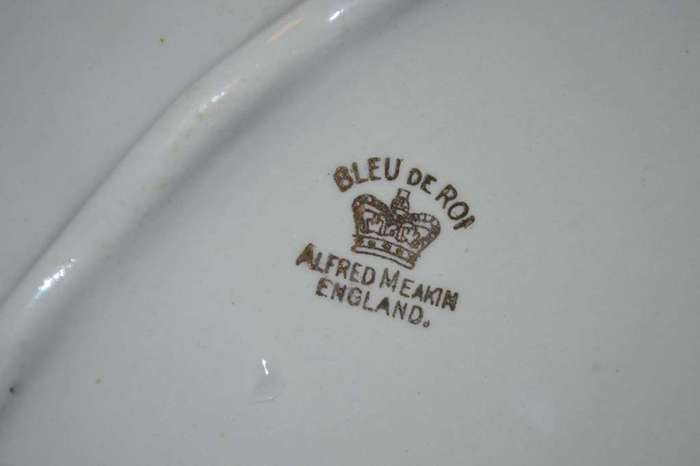 BLEU DE ROI
ALFRED MEAKIN
ENGLAND.